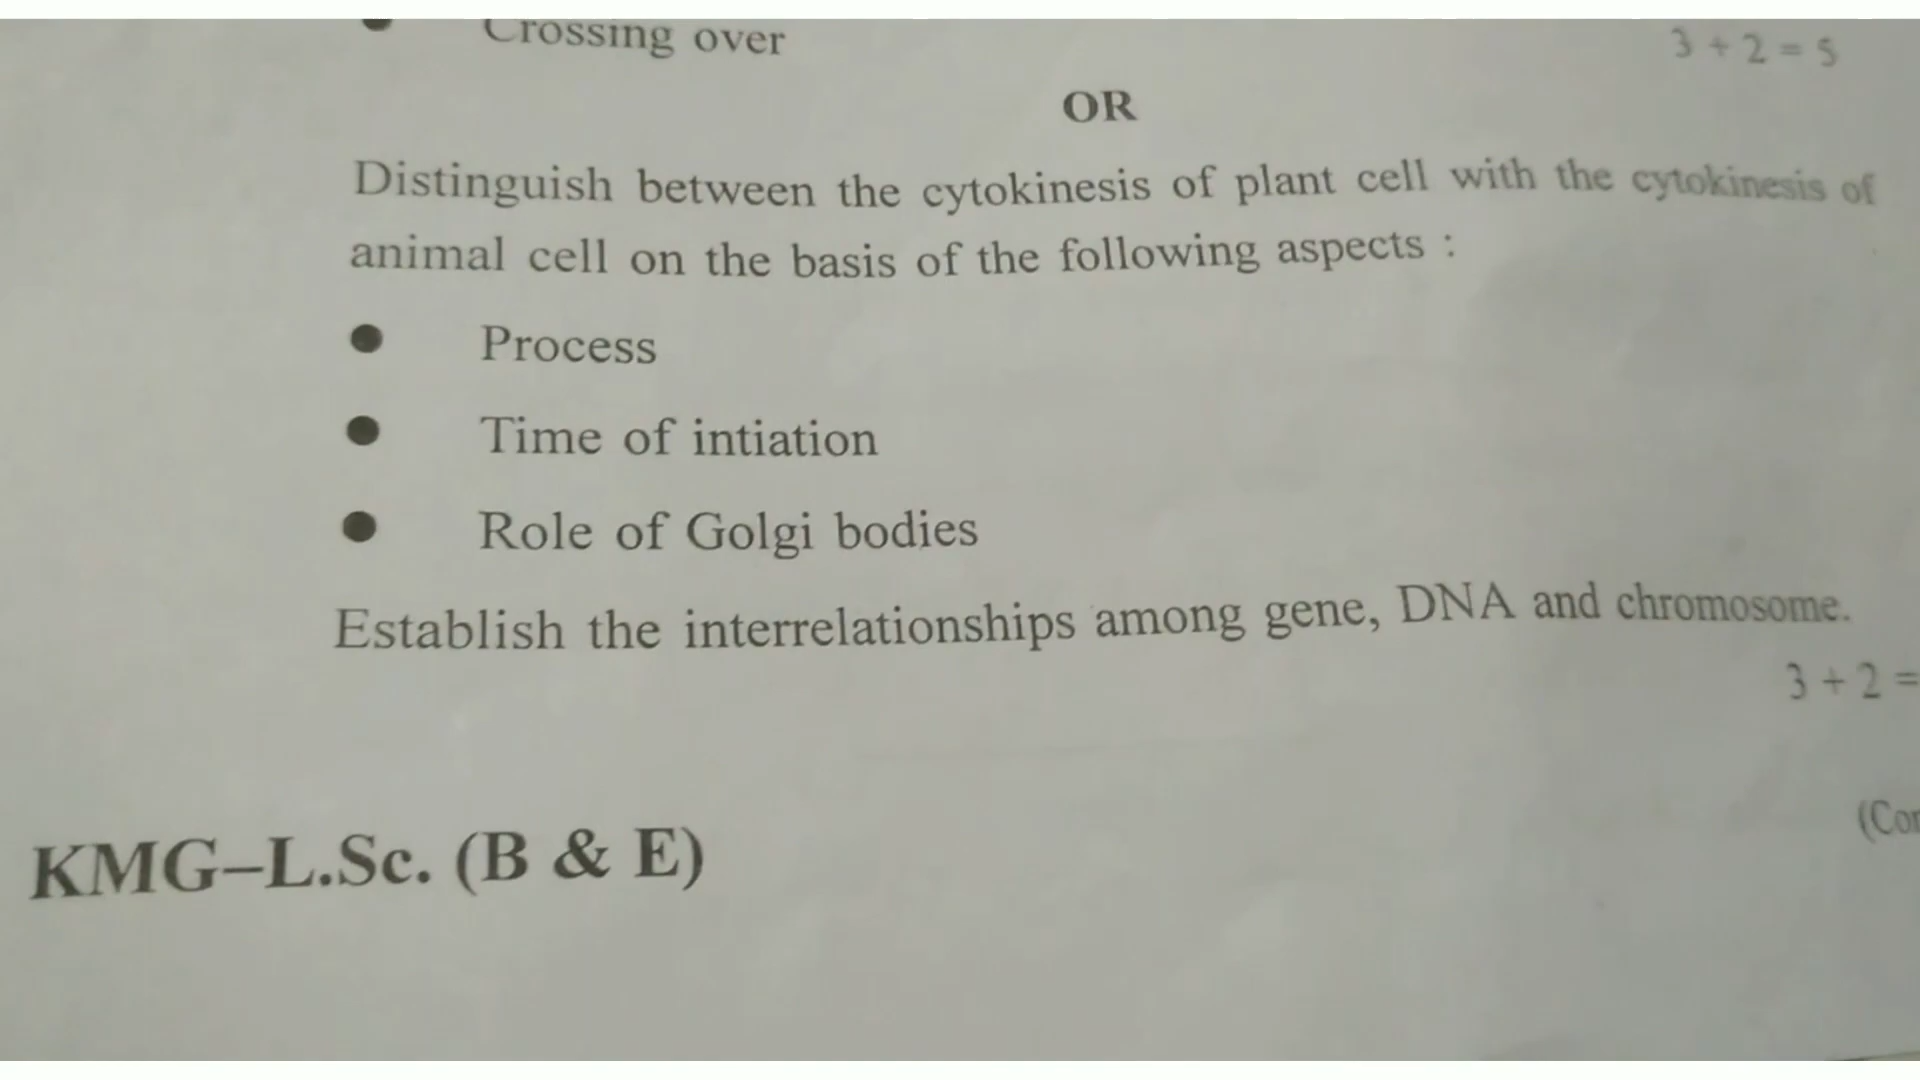 Crossing over
3 + 2 = 5
OR
Distinguish between the cytokinesis of plant cell with the cytokinesis of
animal cell on the basis of the following aspects :
● Process
● Time of intiation
● Role of Golgi bodies
Establish the interrelationships among gene, DNA and chromosome.
3 + 2 =
(Con
KMG–L.Sc. (B & E)